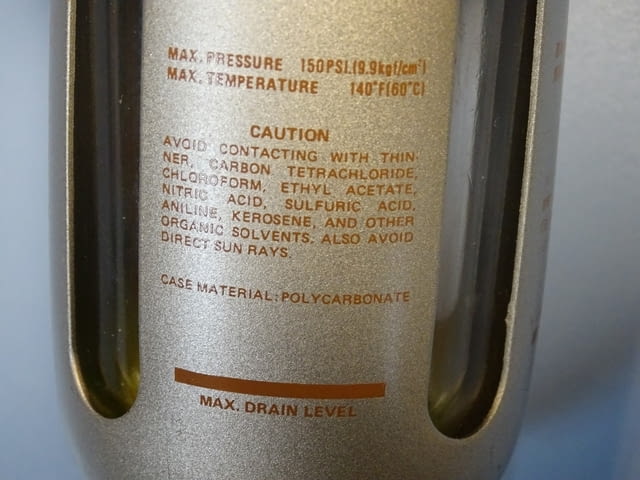 MAX. PRESSURE 150PSI.(9.9kgf/cm²)
MAX. TEMPERATURE 140°F(60°C)
CAUTION
AVOID CONTACTING WITH THIN-
NER, CARBON TETRACHLORIDE,
CHLOROFORM, ETHYL ACETATE,
NITRIC ACID, SULFURIC ACID,
ANILINE, KEROSENE, AND OTHER
ORGANIC SOLVENTS. ALSO AVOID
DIRECT SUN RAYS.
CASE MATERIAL:POLYCARBONATE
MAX. DRAIN LEVEL